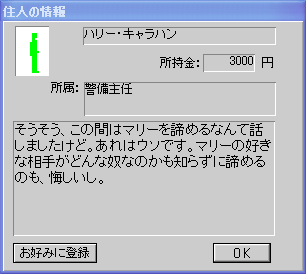 住人の情報
ハリー・キャラハン
所持金: 3000 円
所属: 警備主任
そうそう、この間はマリーを諦めるなんて話
しましたけど。あれはウソです。マリーの好き
な相手がどんな奴なのかも知らずに諦める
のも、悔しいし。
お好みに登録
OK